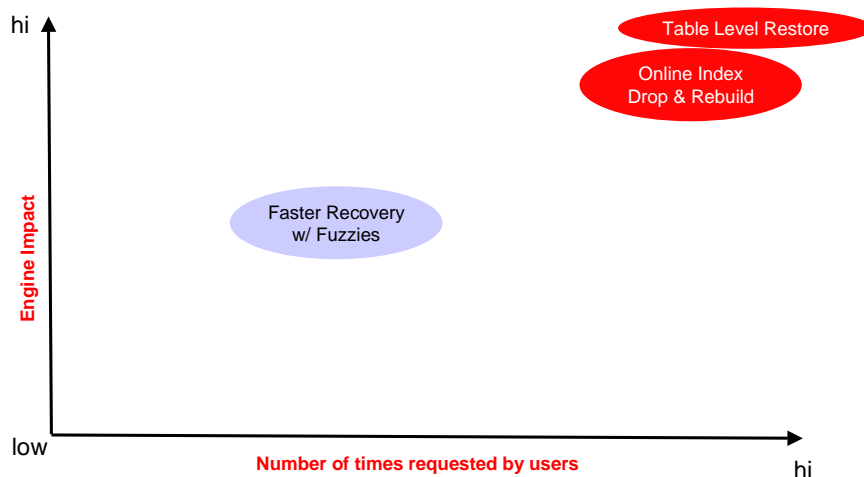 hi
Table Level Restore
Online Index
Drop & Rebuild
Faster Recovery
w/ Fuzzies
Engine Impact
low
Number of times requested by users
hi